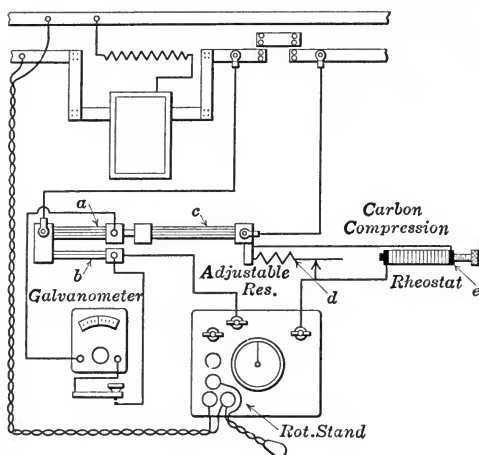 a
c
Carbon
Compression
b
Adjustable
Res.
d
Rheostat
e
Galvanometer
Rot.Stand